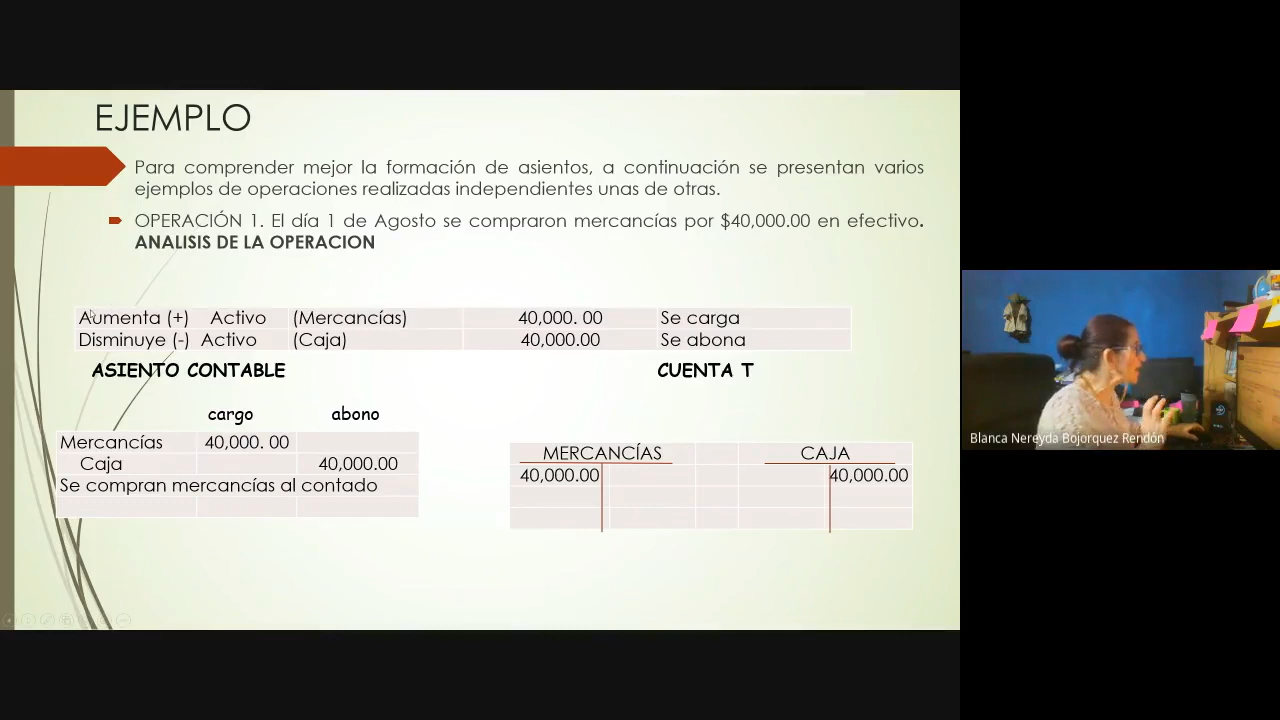 EJEMPLO
Para comprender mejor la formación de asientos, a continuación se presentan varios
ejemplos de operaciones realizadas independientes unas de otras.
OPERACIÓN 1. El día 1 de Agosto se compraron mercancías por $40,000.00 en efectivo.
ANALISIS DE LA OPERACION
Aumenta (+) Activo (Mercancías) 40,000. 00 Se carga
Disminuye (-) Activo (Caja) 40,000.00 Se abona
ASIENTO CONTABLE
cargo abono
Mercancías 40,000. 00
Caja 40,000.00
Se compran mercancías al contado
CUENTA T
MERCANCÍAS CAJA
40,000.00 40,000.00
Blanca Nereyda Bojorquez Rendón